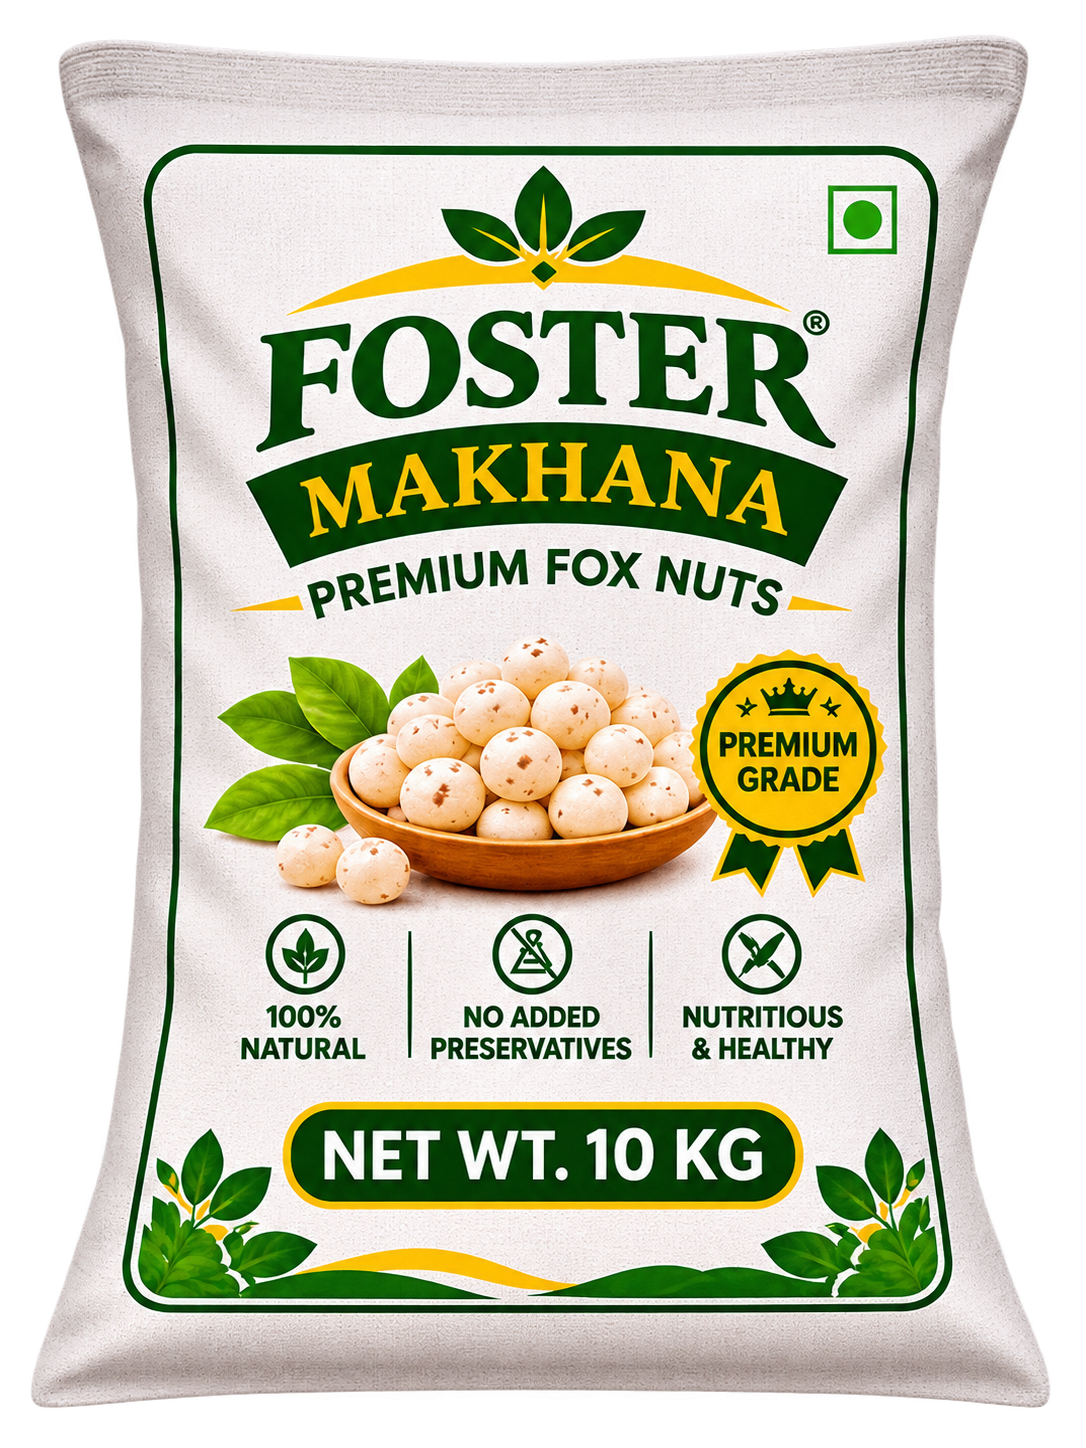 FOSTER®
MAKHANA
PREMIUM FOX NUTS
PREMIUM
GRADE
100%
NATURAL
NO ADDED
PRESERVATIVES
NUTRITIOUS
& HEALTHY
NET WT. 10 KG